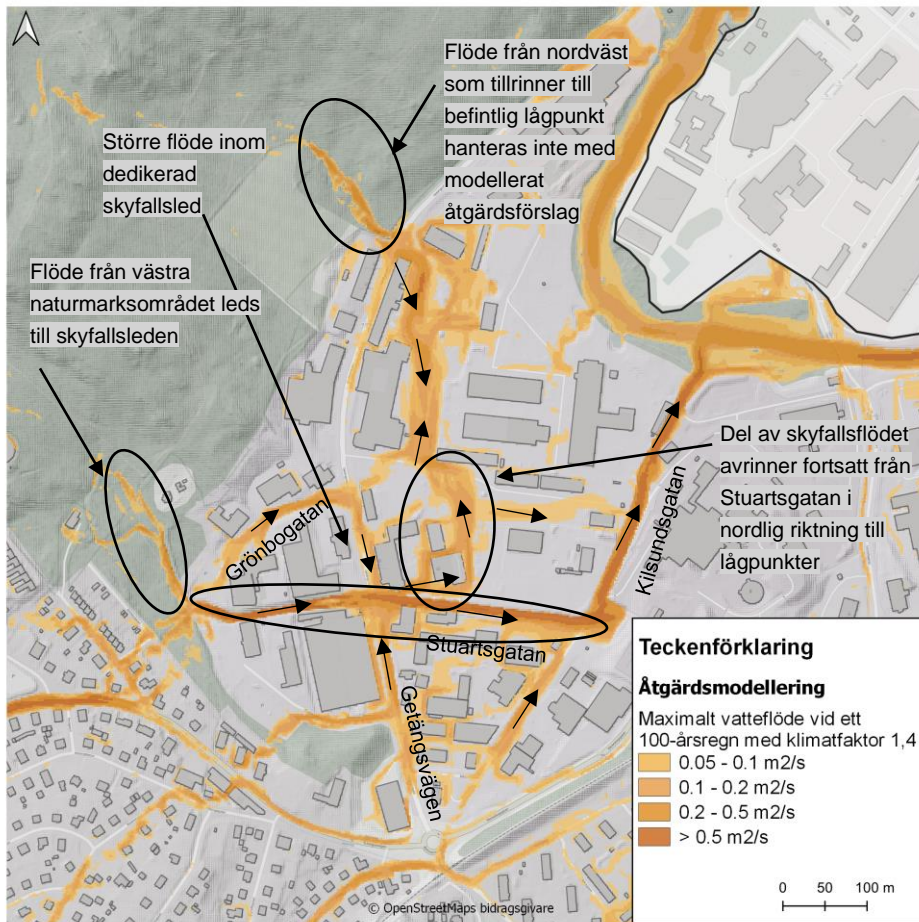 Flöde från nordväst
som tillrinner till
befintlig lågpunkt
hanteras inte med
modellerat
åtgärdsförslag
Större flöde inom
dedikerad
skyfallsled
Flöde från västra
naturmarksområdet leds
till skyfallsleden
Del av skyfallsflödet
avrinner fortsatt från
Stuartsgatan i
nordlig riktning till
lågpunkter
Grönbogatan
Kilsundsgatan
Stuartsgatan
Getängsvägen
Teckenförklaring
Åtgärdsmodellering
Maximalt vatteflöde vid ett
100-årsregn med klimatfaktor 1,4
0.05 - 0.1 m2/s
0.1 - 0.2 m2/s
0.2 - 0.5 m2/s
> 0.5 m2/s
0 50 100 m
© OpenStreetMaps bidragsgivare